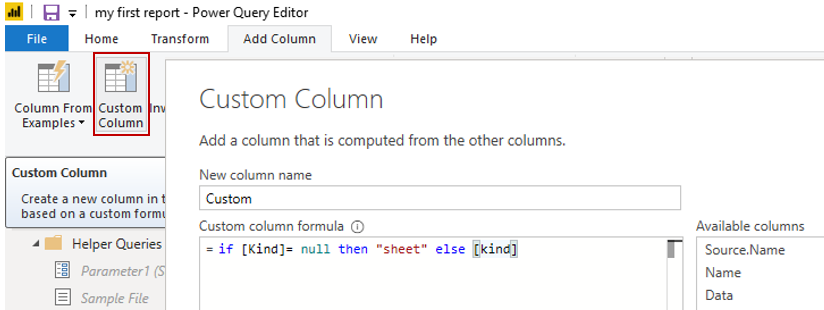 my first report - Power Query Editor
File Home Transform Add Column View Help
Column From Custom Inv
Examples Column
Custom Column
Create a new column in t
based on a custom formu
Helper Queries
Parameter1 (S
Sample File
Custom Column
Add a column that is computed from the other columns.
New column name
Custom
Custom column formula
= if [Kind]= null then "sheet" else [kind]
Available columns
Source.Name
Name
Data